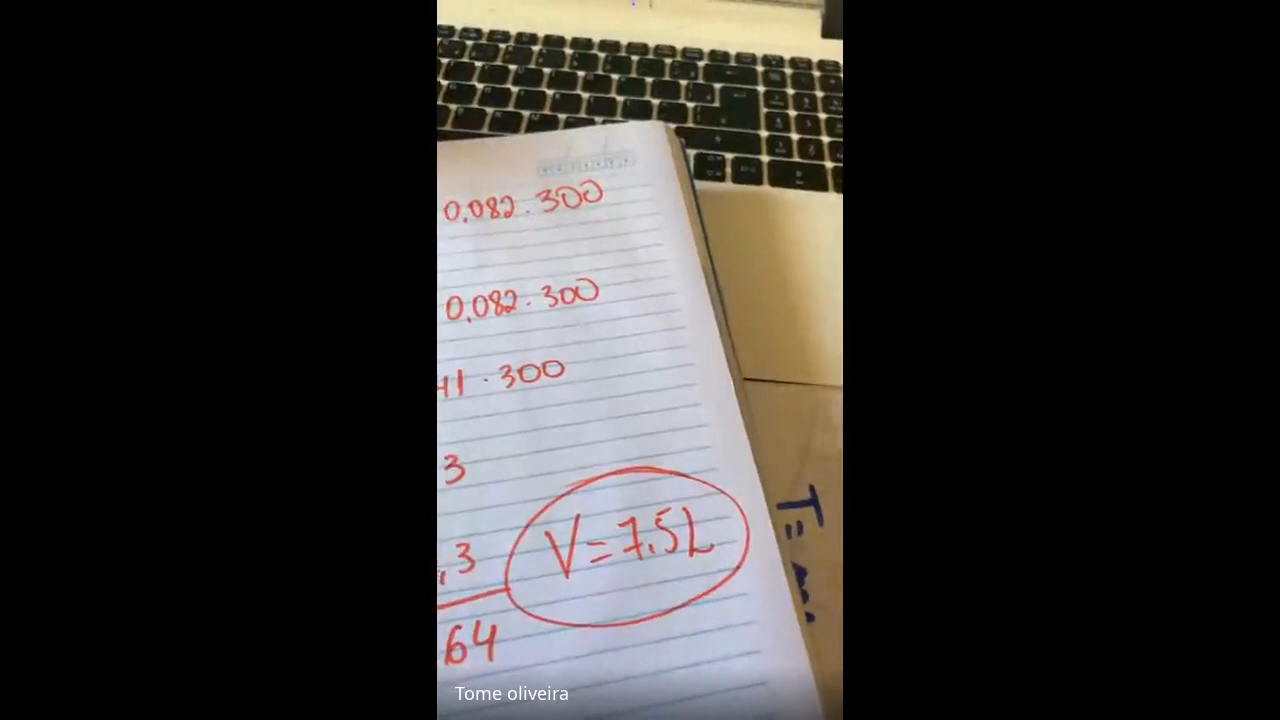 0,082 . 300
0,082 . 300
41 . 300
3
,3
64
V = 7,5L
T=
Tome oliveira